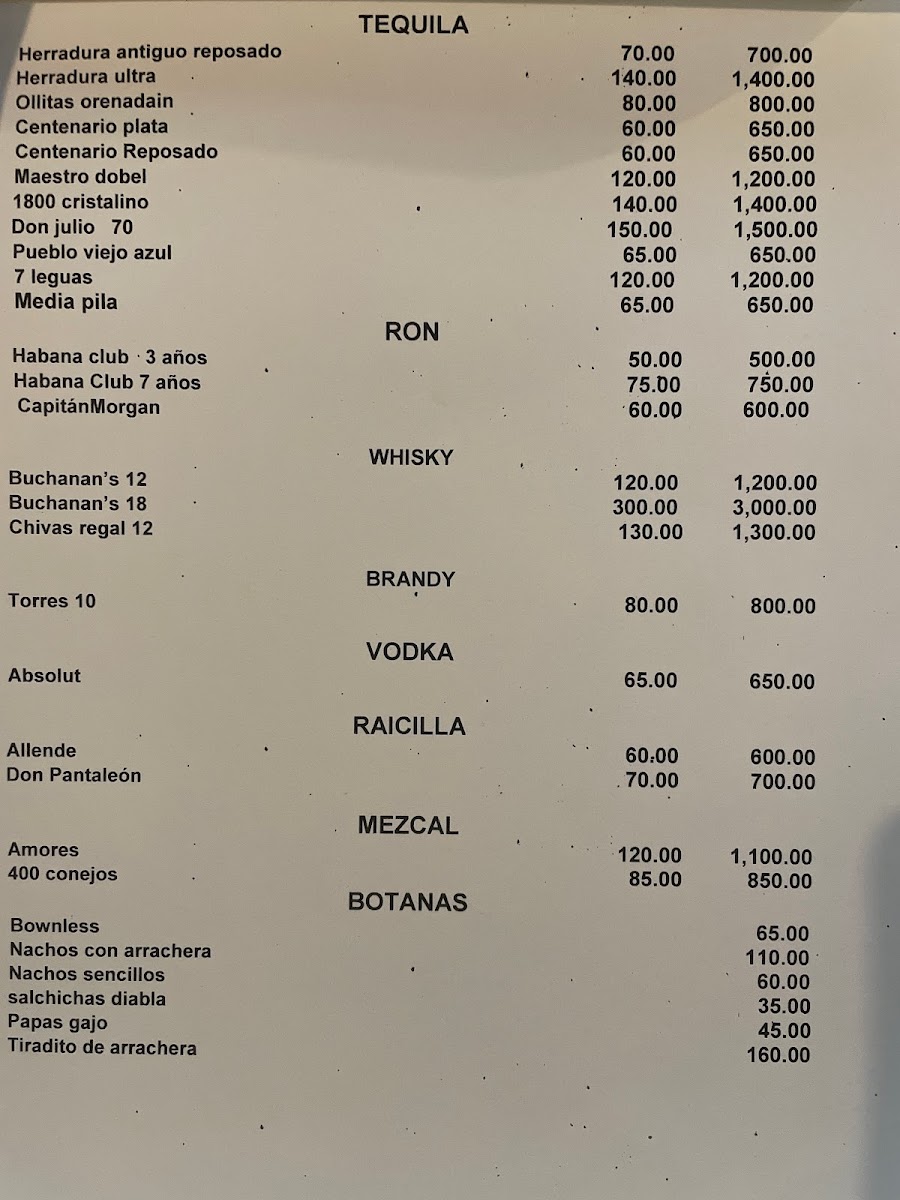 TEQUILA
Herradura antiguo reposado 70.00 700.00
Herradura ultra 140.00 1,400.00
Ollitas orenadain 80.00 800.00
Centenario plata 60.00 650.00
Centenario Reposado 60.00 650.00
Maestro dobel 120.00 1,200.00
1800 cristalino 140.00 1,400.00
Don julio 70 150.00 1,500.00
Pueblo viejo azul 65.00 650.00
7 leguas 120.00 1,200.00
Media pila 65.00 650.00
RON
Habana club 3 años 50.00 500.00
Habana Club 7 años 75.00 750.00
CapitánMorgan 60.00 600.00
WHISKY
Buchanan's 12 120.00 1,200.00
Buchanan's 18 300.00 3,000.00
Chivas regal 12 130.00 1,300.00
BRANDY
Torres 10 80.00 800.00
VODKA
Absolut 65.00 650.00
RAICILLA
Allende 60.00 600.00
Don Pantaleón 70.00 700.00
MEZCAL
Amores 120.00 1,100.00
400 conejos 85.00 850.00
BOTANAS
Bownless 65.00
Nachos con arrachera 110.00
Nachos sencillos 60.00
salchichas diabla 35.00
Papas gajo 45.00
Tiradito de arrachera 160.00